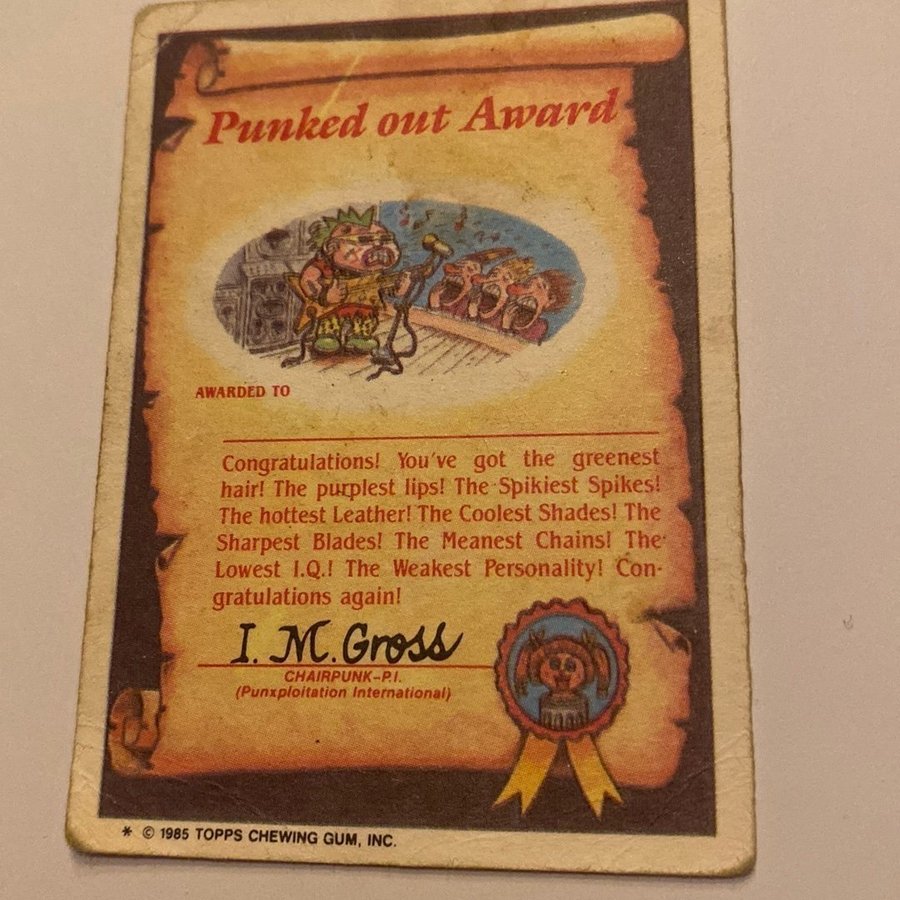 Punked out Award
AWARDED TO
Congratulations! You've got the greenest
hair! The purplest lips! The Spikiest Spikes!
The hottest Leather! The Coolest Shades! The
Sharpest Blades! The Meanest Chains! The
Lowest I.Q.! The Weakest Personality! Con-
gratulations again!
I. M. Gross
CHAIRPUNK–P.I.
(Punxploitation International)
* © 1985 TOPPS CHEWING GUM, INC.